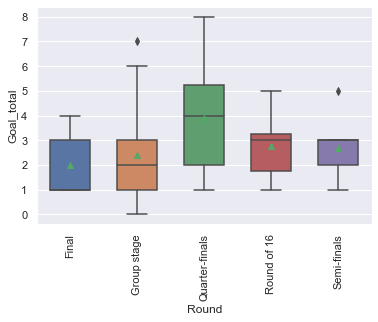 Goal_total
8
7
6
5
4
3
2
1
0
Final
Group stage
Quarter-finals
Round of 16
Semi-finals
Round